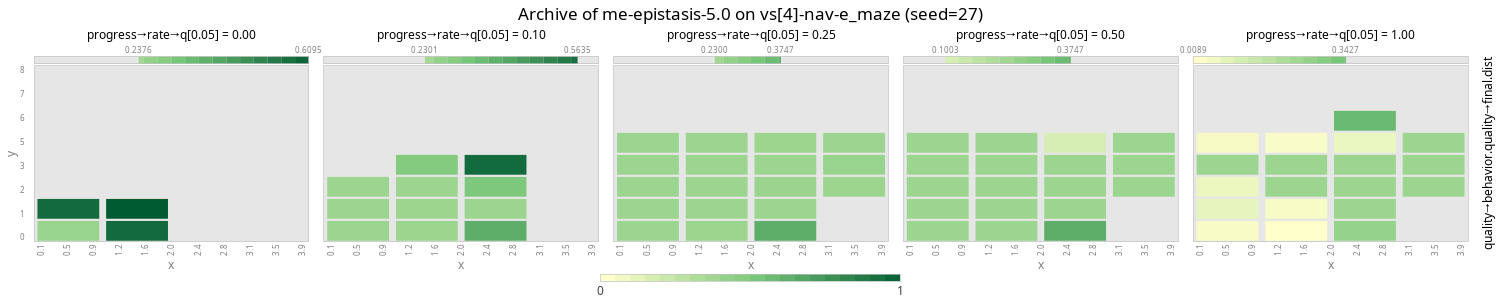 Archive of me-epistasis-5.0 on vs[4]-nav-e_maze (seed=27)
progress→rate→q[0.05] = 0.00
progress→rate→q[0.05] = 0.10
progress→rate→q[0.05] = 0.25
progress→rate→q[0.05] = 0.50
progress→rate→q[0.05] = 1.00
0.2376 0.6095
0.2301 0.5635
0.2300 0.3747
0.1003 0.3747
0.0089 0.3427
8
7
6
5
3
2
1
0
y
quality→behavior.quality→final.dist
0.1 0.5 0.9 1.2 1.6 2.0 2.4 2.8 3.1 3.5 3.9
0.1 0.5 0.9 1.2 1.6 2.0 2.4 2.8 3.1 3.5 3.9
0.1 0.5 0.9 1.2 1.6 2.0 2.4 2.8 3.1 3.5 3.9
0.1 0.5 0.9 1.2 1.6 2.0 2.4 2.8 3.1 3.5 3.9
0.1 0.5 0.9 1.2 1.6 2.0 2.4 2.8 3.1 3.5 3.9
x x x x x
0 1